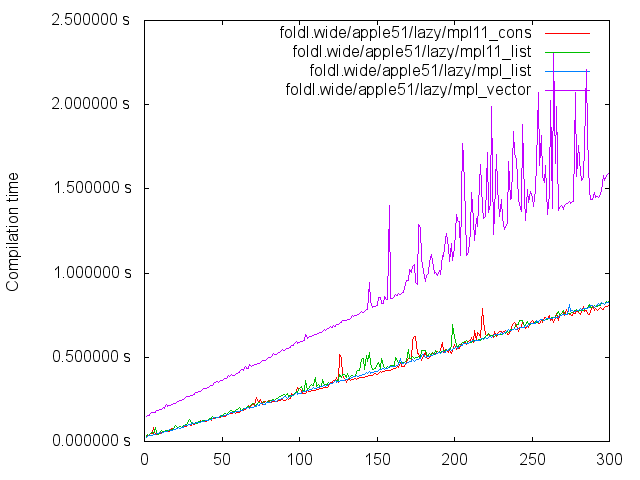 2.500000 s
2.000000 s
1.500000 s
1.000000 s
0.500000 s
0.000000 s
Compilation time
foldl.wide/apple51/lazy/mpl11_cons
foldl.wide/apple51/lazy/mpl11_list
foldl.wide/apple51/lazy/mpl_list
foldl.wide/apple51/lazy/mpl_vector
0 50 100 150 200 250 300